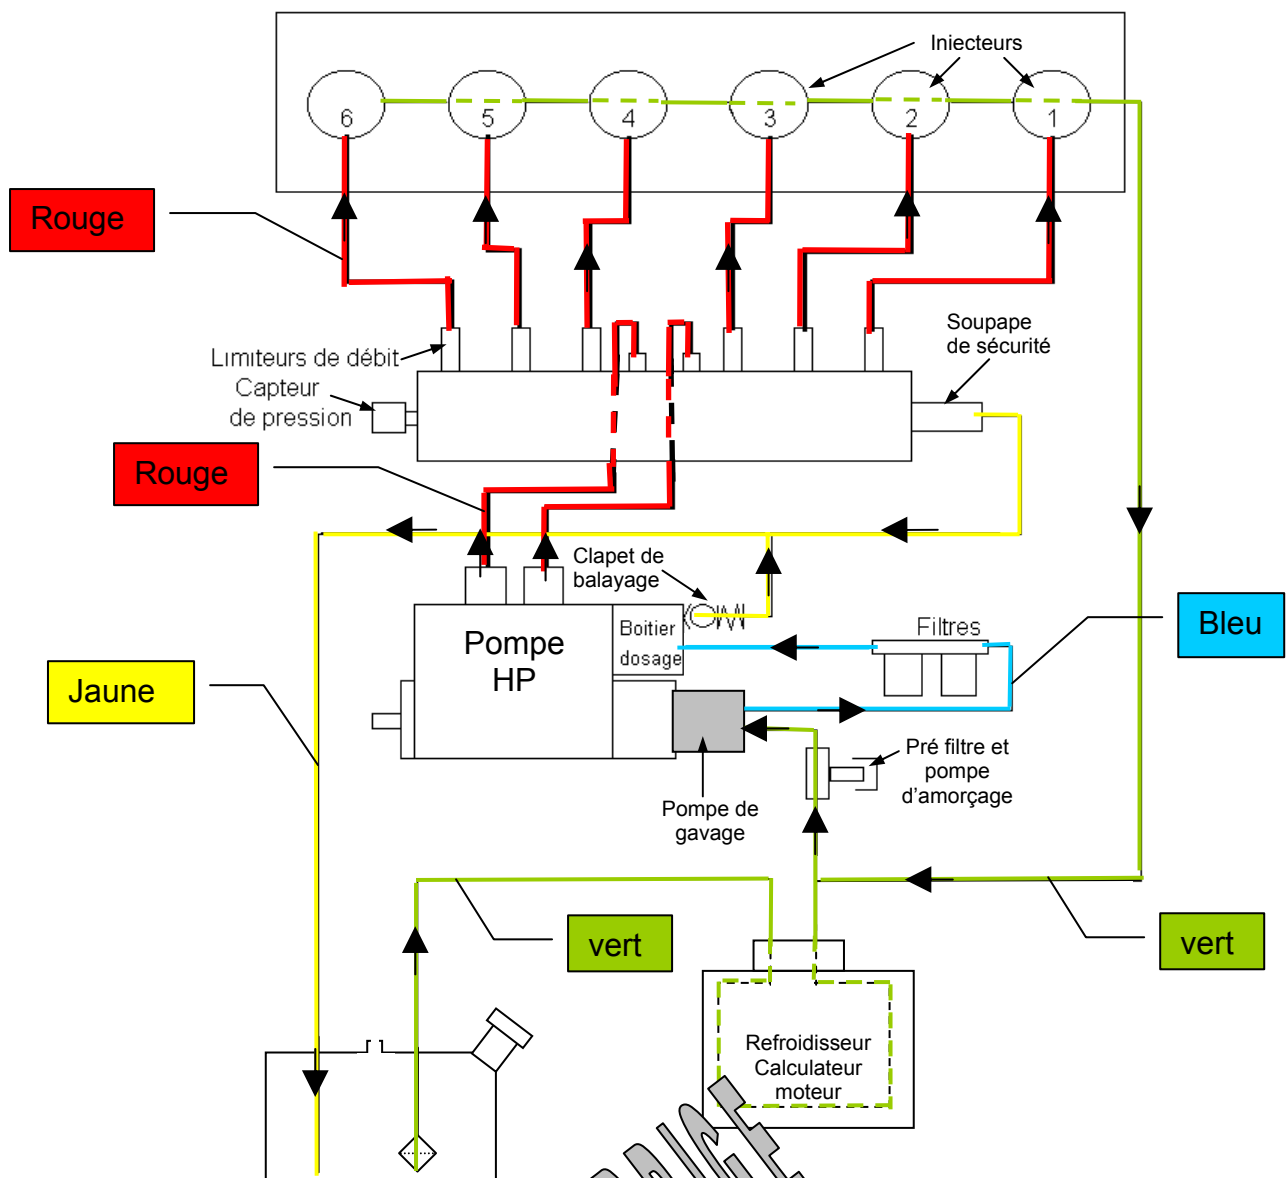 Iniecteurs
6
5
4
3
2
1
Rouge
Soupape
de sécurité
Limiteurs de débit
Capteur
de pression
Rouge
Clapet de
balayage
Boitier
dosage
Pompe
HP
Filtres
Bleu
Jaune
Pré filtre et
pompe
d'amorçage
Pompe de
gavage
vert
vert
Refroidisseur
Calculateur
moteur